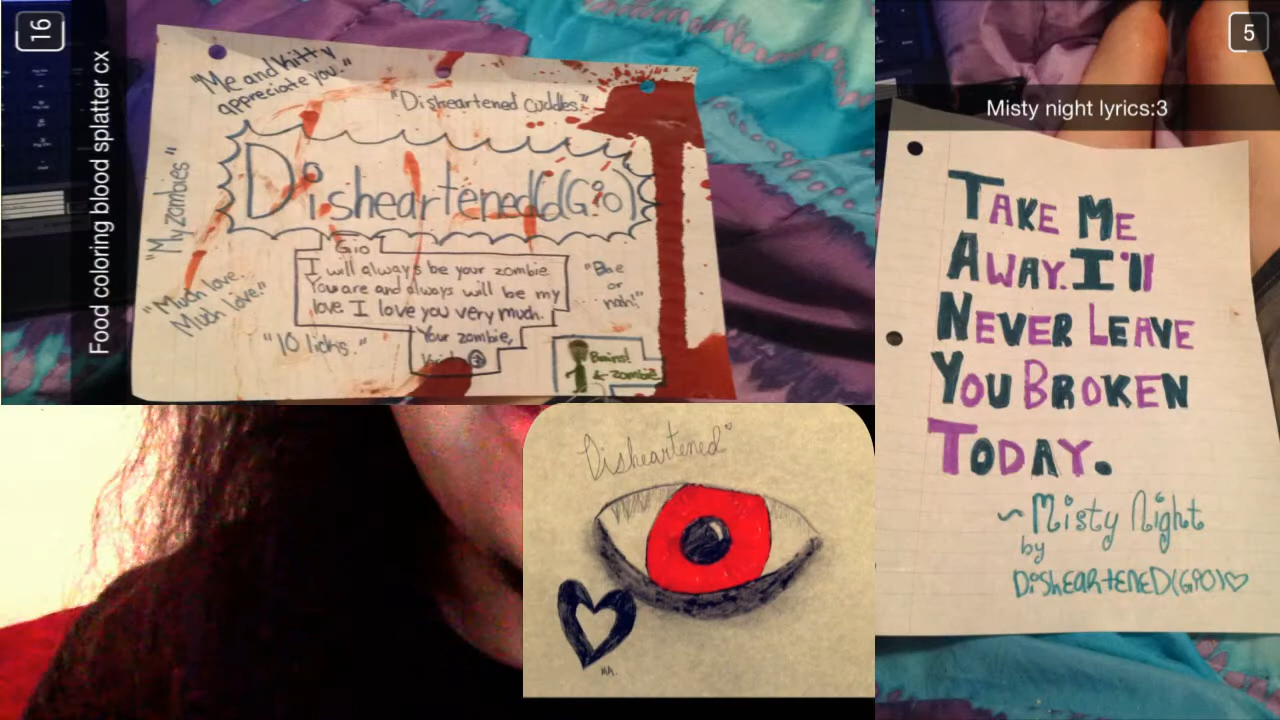 16
Food coloring blood splatter cx
"Me and Kitty
appreciate you."
"Disheartened cuddles."
"My zombies"
Disheartened6(Gio)
Gio
I will always be your zombie
You are and always will be my
love I love you very much.
Your zombie,
"Bae
or
nah!"
"Much love.
Much love."
"10 licks."
Brains!
&-zombie
Disheartened"
MA.
5
Misty night lyrics:3
TAKE ME
AWAY. I'll
NEVER LEAVE
YOU BROKEN
TODAY.
~Misty Night
by
DISHEARTENED(GIO)♡